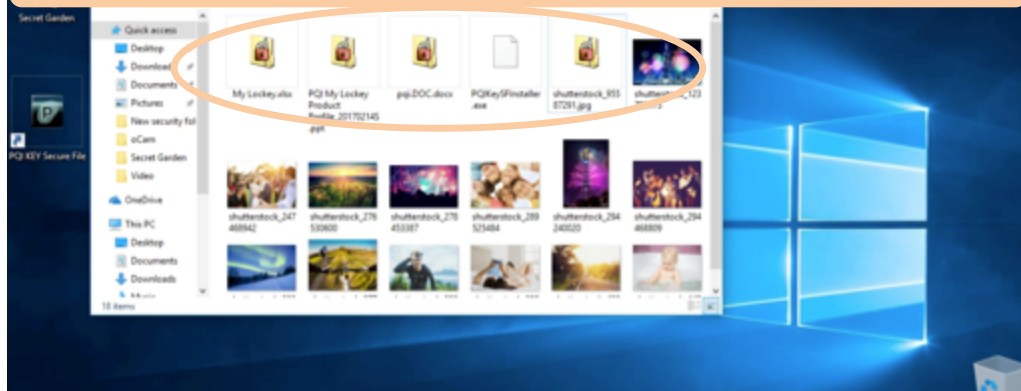 Secret Garden
PQI KEY Secure File
Quick access
Desktop
Downloads
Documents
Pictures
New security fol
oCam
Secret Garden
Video
OneDrive
This PC
Desktop
Documents
Downloads
Music
18 items
My Lockey.xlsx
PQI My Lockey
Product
Profile_201702145
.ppt
pqi.DOC.docx
PQIKeySFinstaller
.exe
shutterstock_955
87291.jpg
shutterstock_123
shutterstock_247
468942
shutterstock_276
530600
shutterstock_278
453387
shutterstock_289
525484
shutterstock_294
240020
shutterstock_294
468809